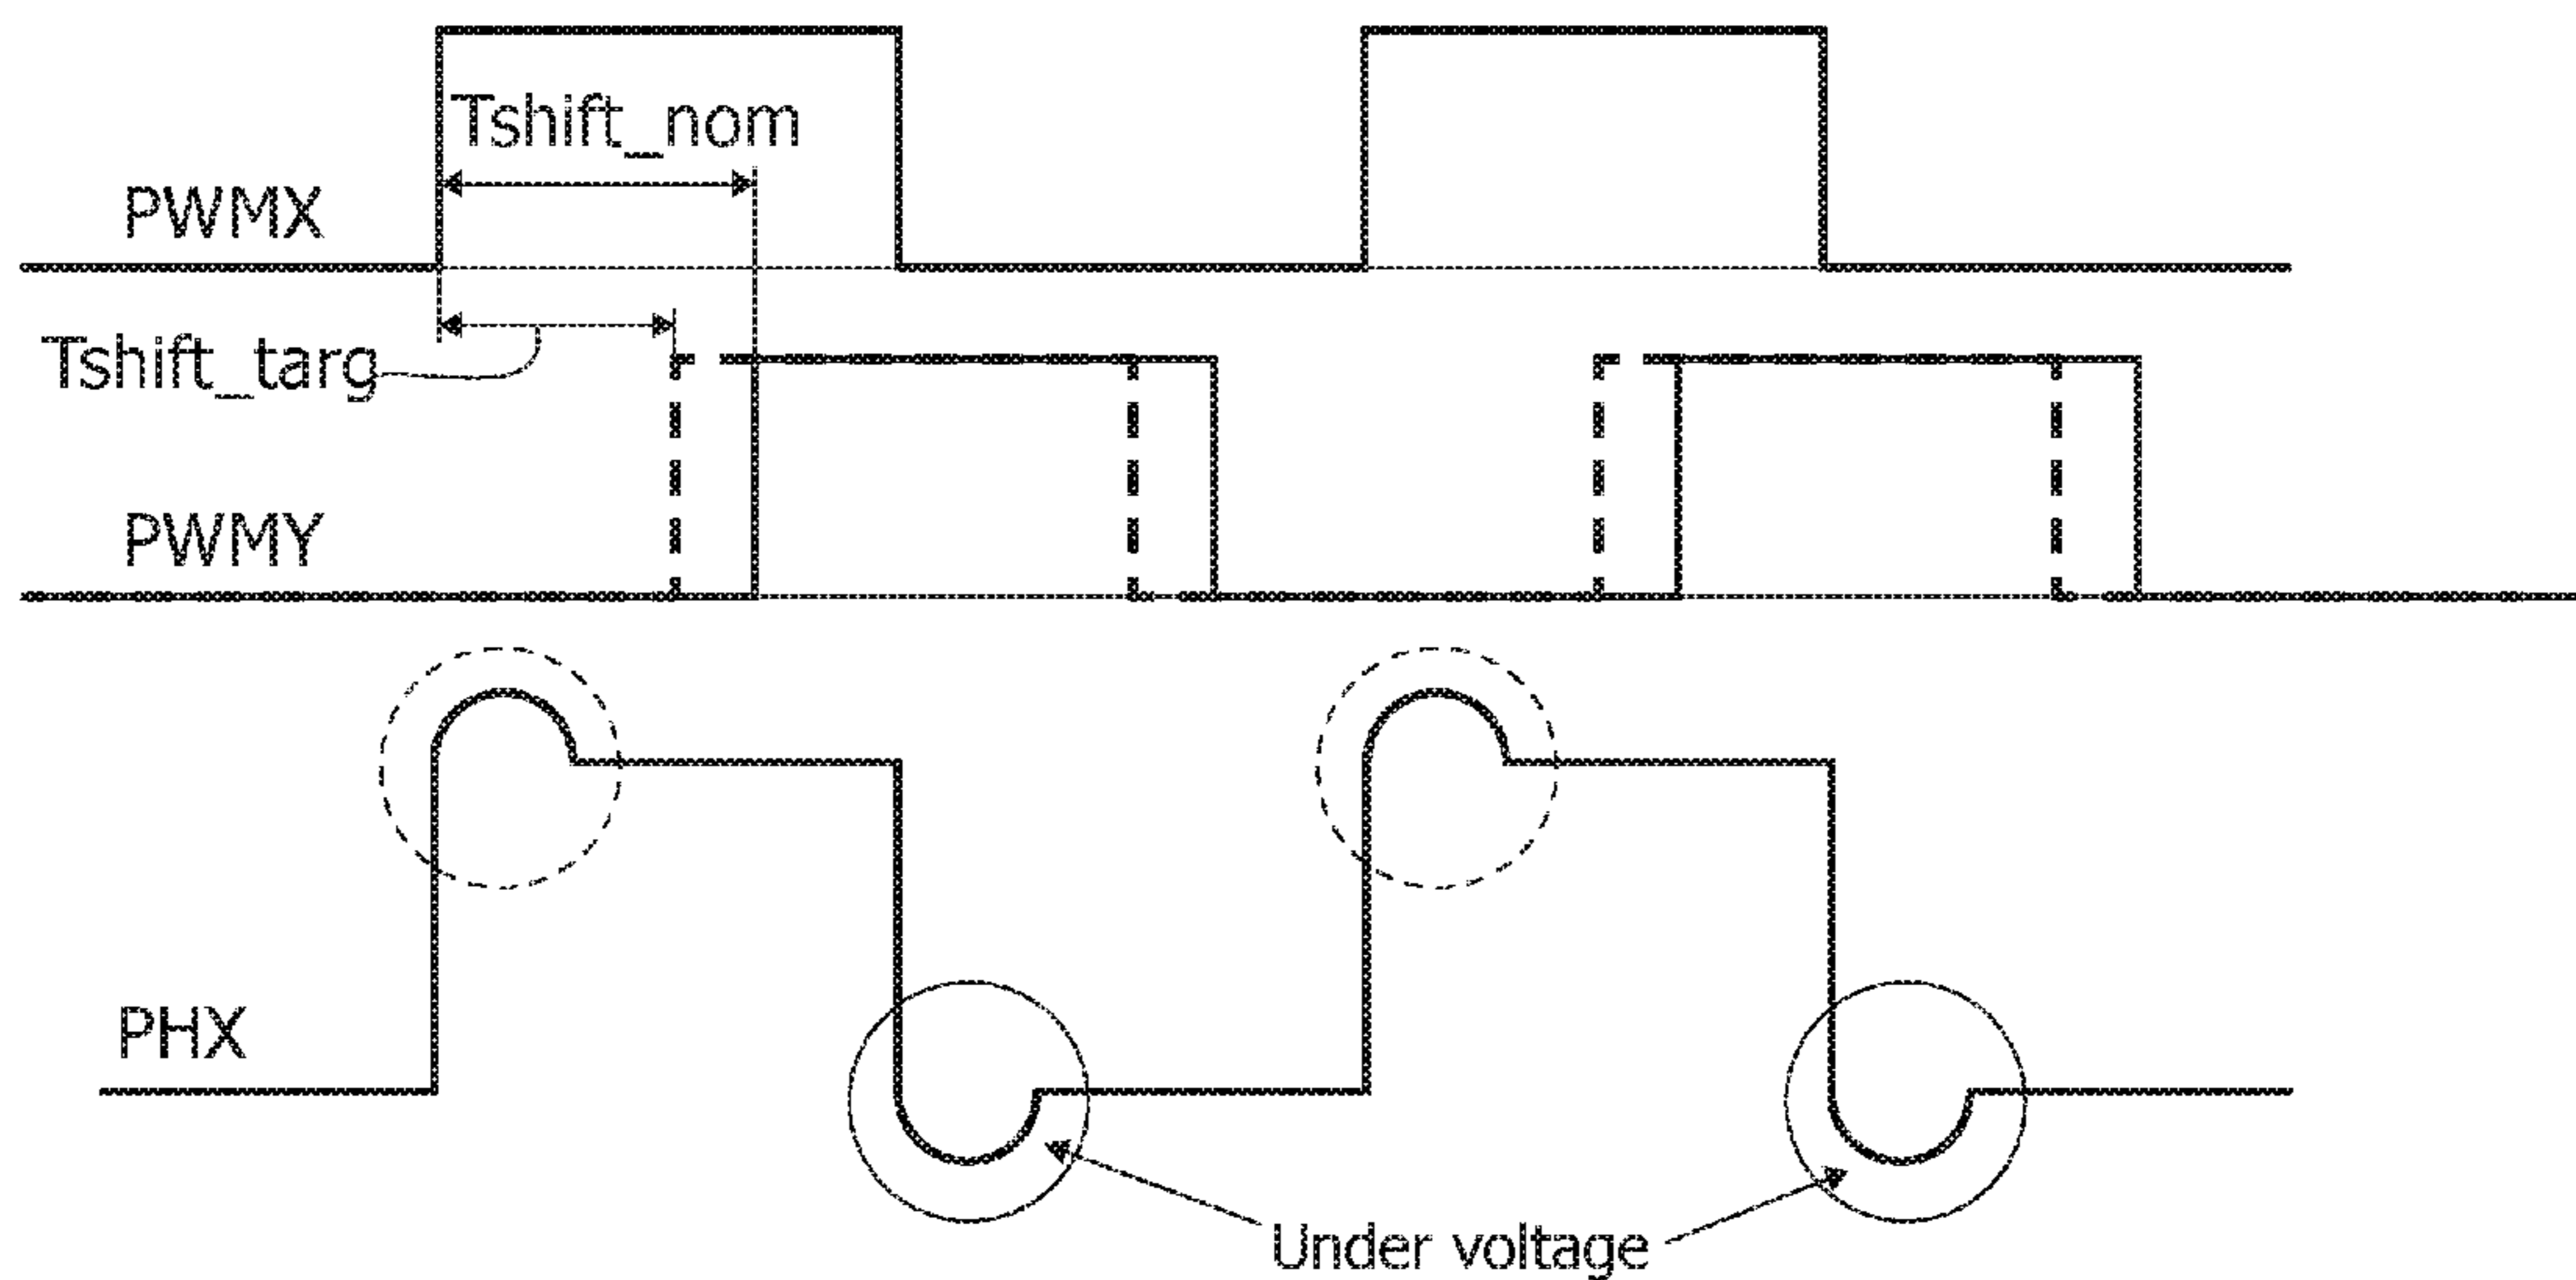 Tshift_nom
PWMX
Tshift_targ
PWMY
PHX
Under voltage